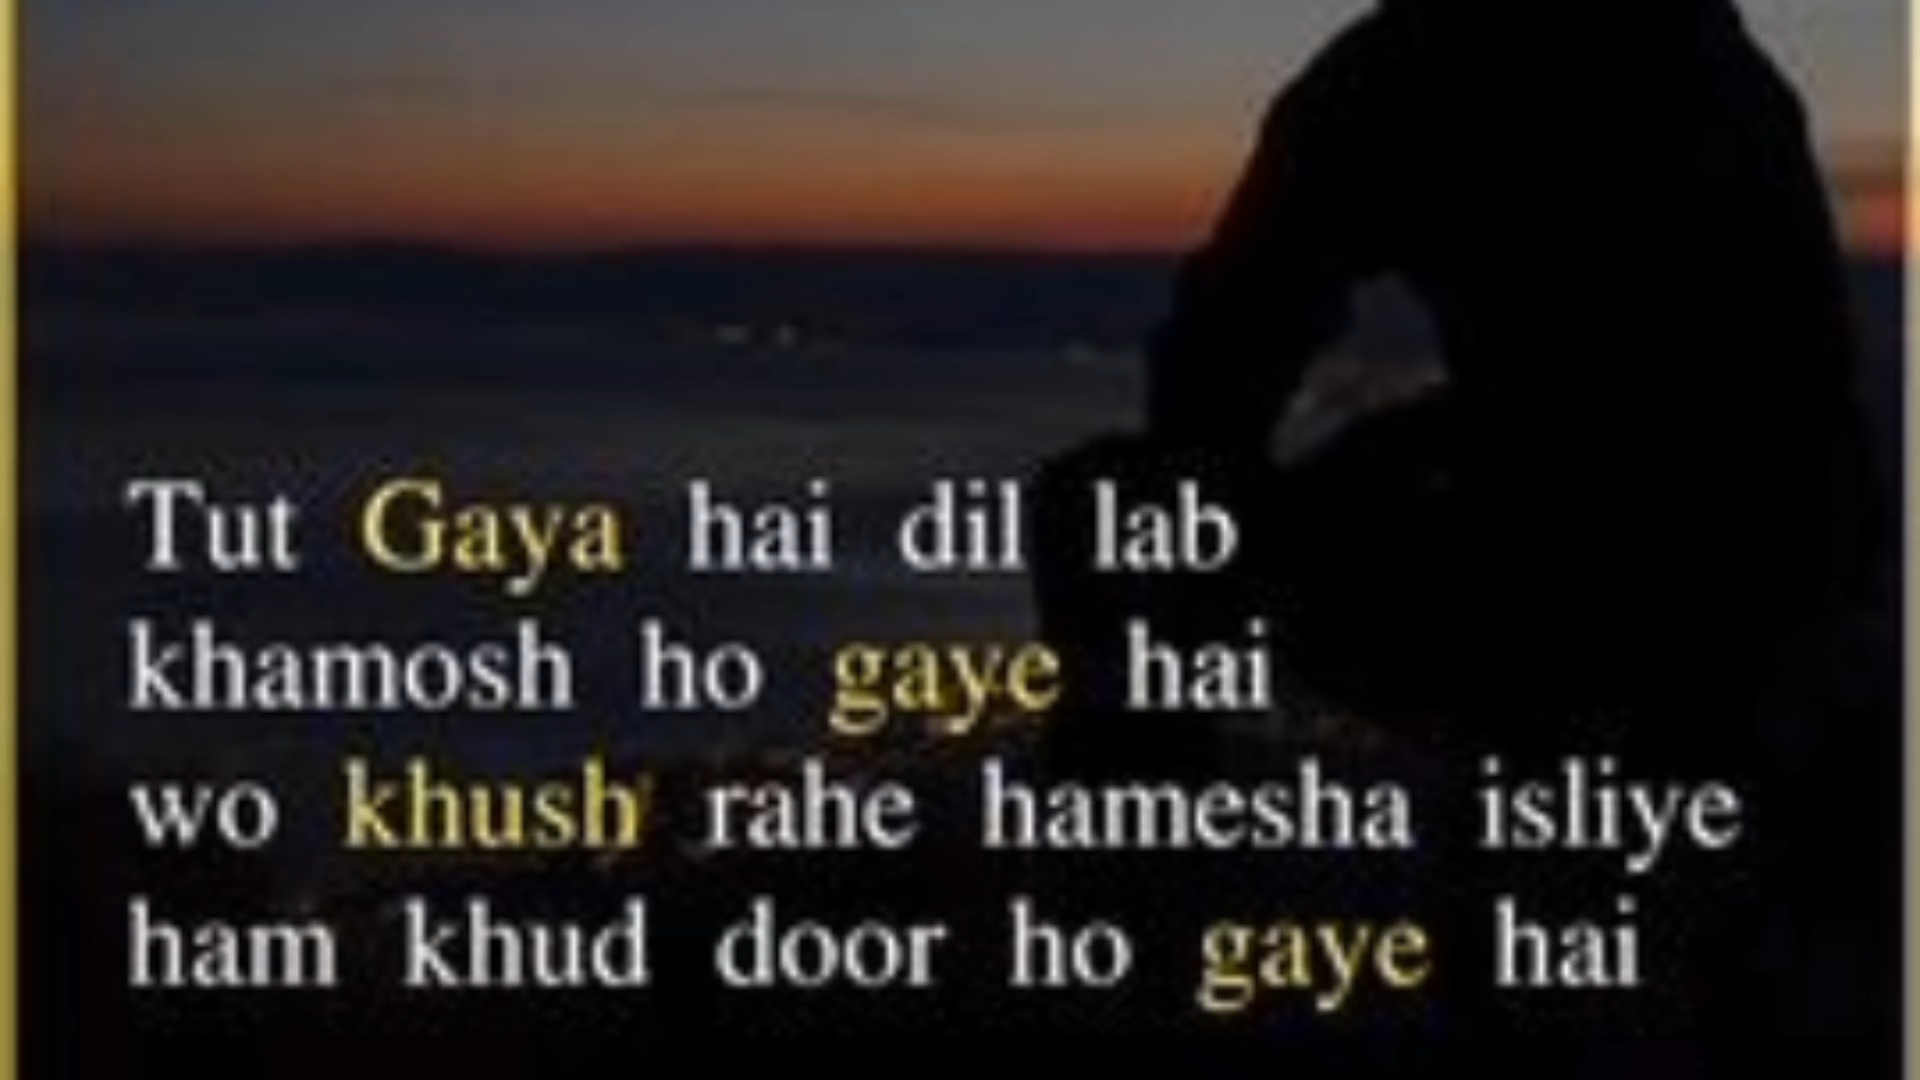 Tut Gaya hai dil lab
khamosh ho gaye hai
wo khush rahe hamesha isliye
ham khud door ho gaye hai